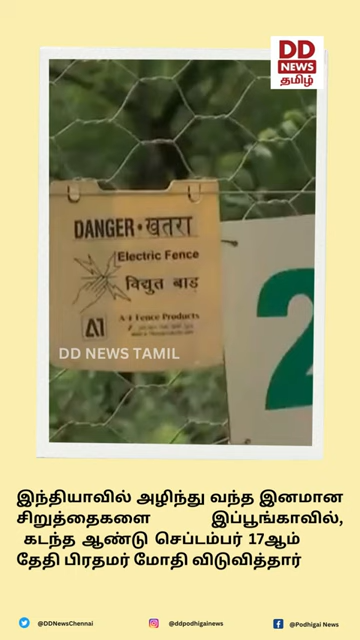 DD
NEWS
தமிழ்
DANGER • खतरा
Electric Fence
विद्युत बाड़
A-1 Fence Products
DD NEWS TAMIL
2
இந்தியாவில் அழிந்து வந்த இனமான
சிறுத்தைகளை இப்பூங்காவில்,
கடந்த ஆண்டு செப்டம்பர் 17ஆம்
தேதி பிரதமர் மோதி விடுவித்தார்
@DDNewsChennai @ddpodhigainews @Podhigai News